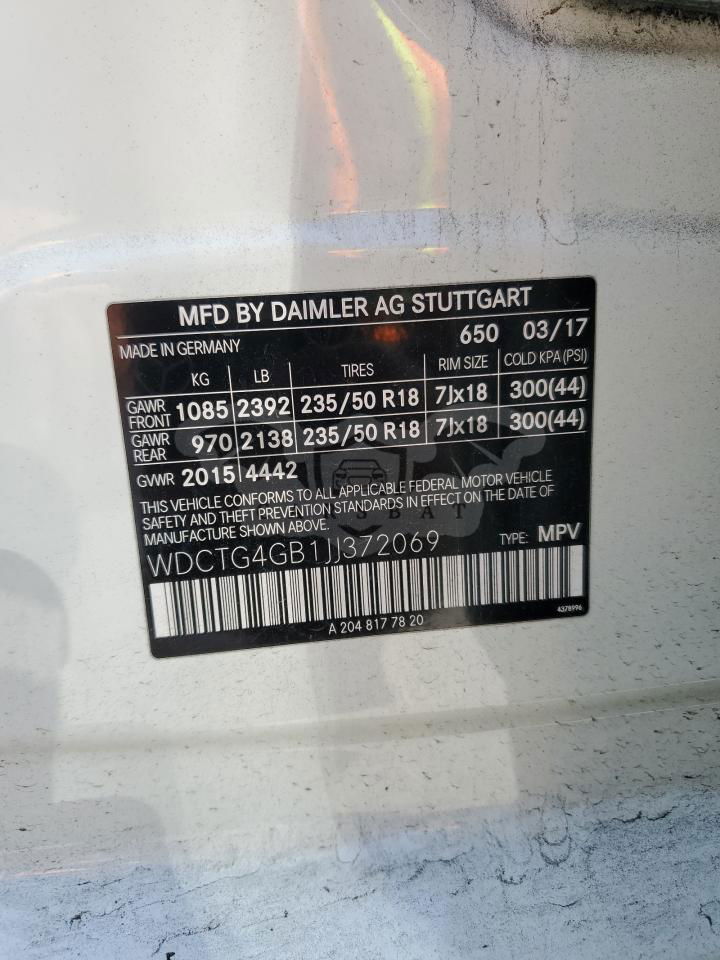 MFD BY DAIMLER AG STUTTGART
MADE IN GERMANY 650 03/17
KG LB TIRES RIM SIZE COLD KPA (PSI)
GAWR FRONT 1085 2392 235/50 R18 7Jx18 300(44)
GAWR REAR 970 2138 235/50 R18 7Jx18 300(44)
GVWR 2015 4442
THIS VEHICLE CONFORMS TO ALL APPLICABLE FEDERAL MOTOR VEHICLE
SAFETY AND THEFT PREVENTION STANDARDS IN EFFECT ON THE DATE OF
MANUFACTURE SHOWN ABOVE.
WDCTG4GB1JJ372069 TYPE: MPV
A 204 817 78 20 4378996